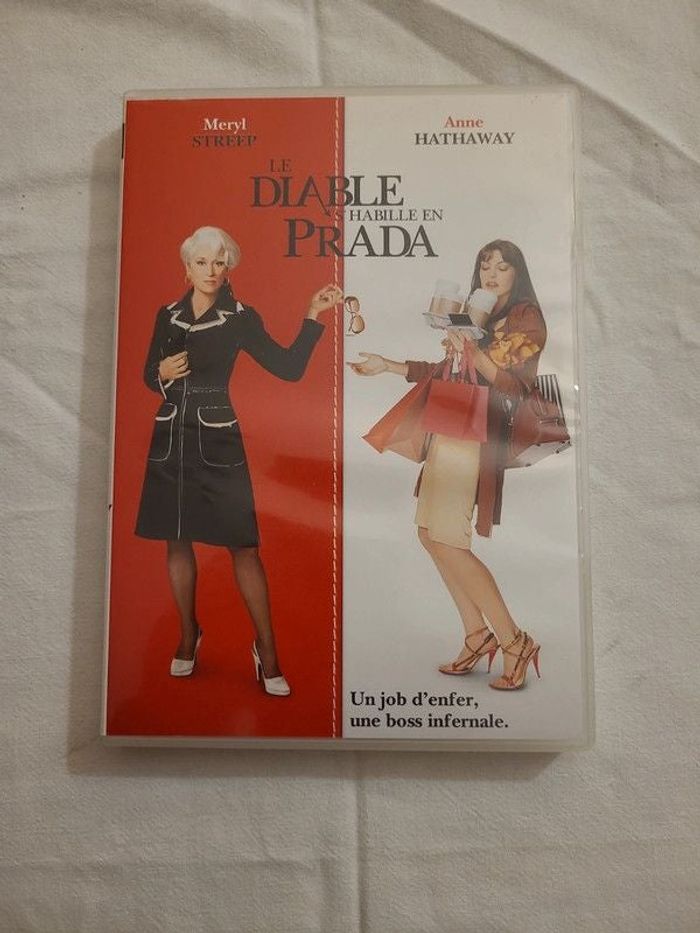 Meryl
STREEP
Anne
HATHAWAY
LE
DIABLE
S'HABILLE EN
PRADA
Un job d'enfer,
une boss infernale.